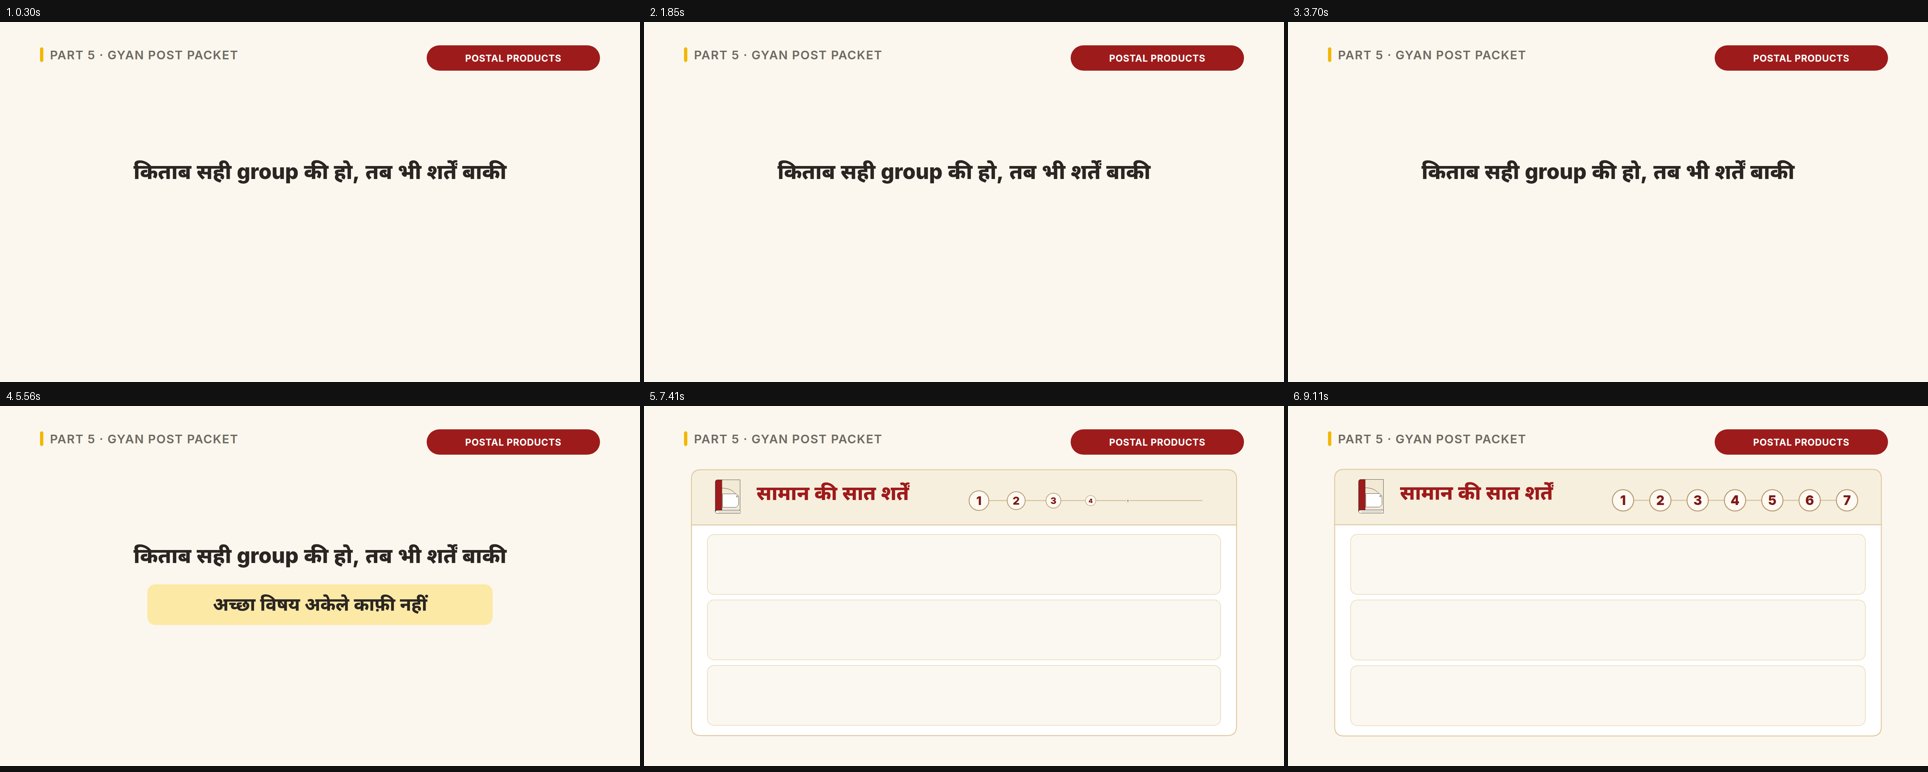 1. 0.30s
PART 5 · GYAN POST PACKET
POSTAL PRODUCTS
किताब सही group की हो, तब भी शर्तें बाकी
2. 1.85s
PART 5 · GYAN POST PACKET
POSTAL PRODUCTS
किताब सही group की हो, तब भी शर्तें बाकी
3. 3.70s
PART 5 · GYAN POST PACKET
POSTAL PRODUCTS
किताब सही group की हो, तब भी शर्तें बाकी
4. 5.56s
PART 5 · GYAN POST PACKET
POSTAL PRODUCTS
किताब सही group की हो, तब भी शर्तें बाकी
अच्छा विषय अकेले काफ़ी नहीं
5. 7.41s
PART 5 · GYAN POST PACKET
POSTAL PRODUCTS
सामान की सात शर्तें
1 2 3 4
6. 9.11s
PART 5 · GYAN POST PACKET
POSTAL PRODUCTS
सामान की सात शर्तें
1 2 3 4 5 6 7